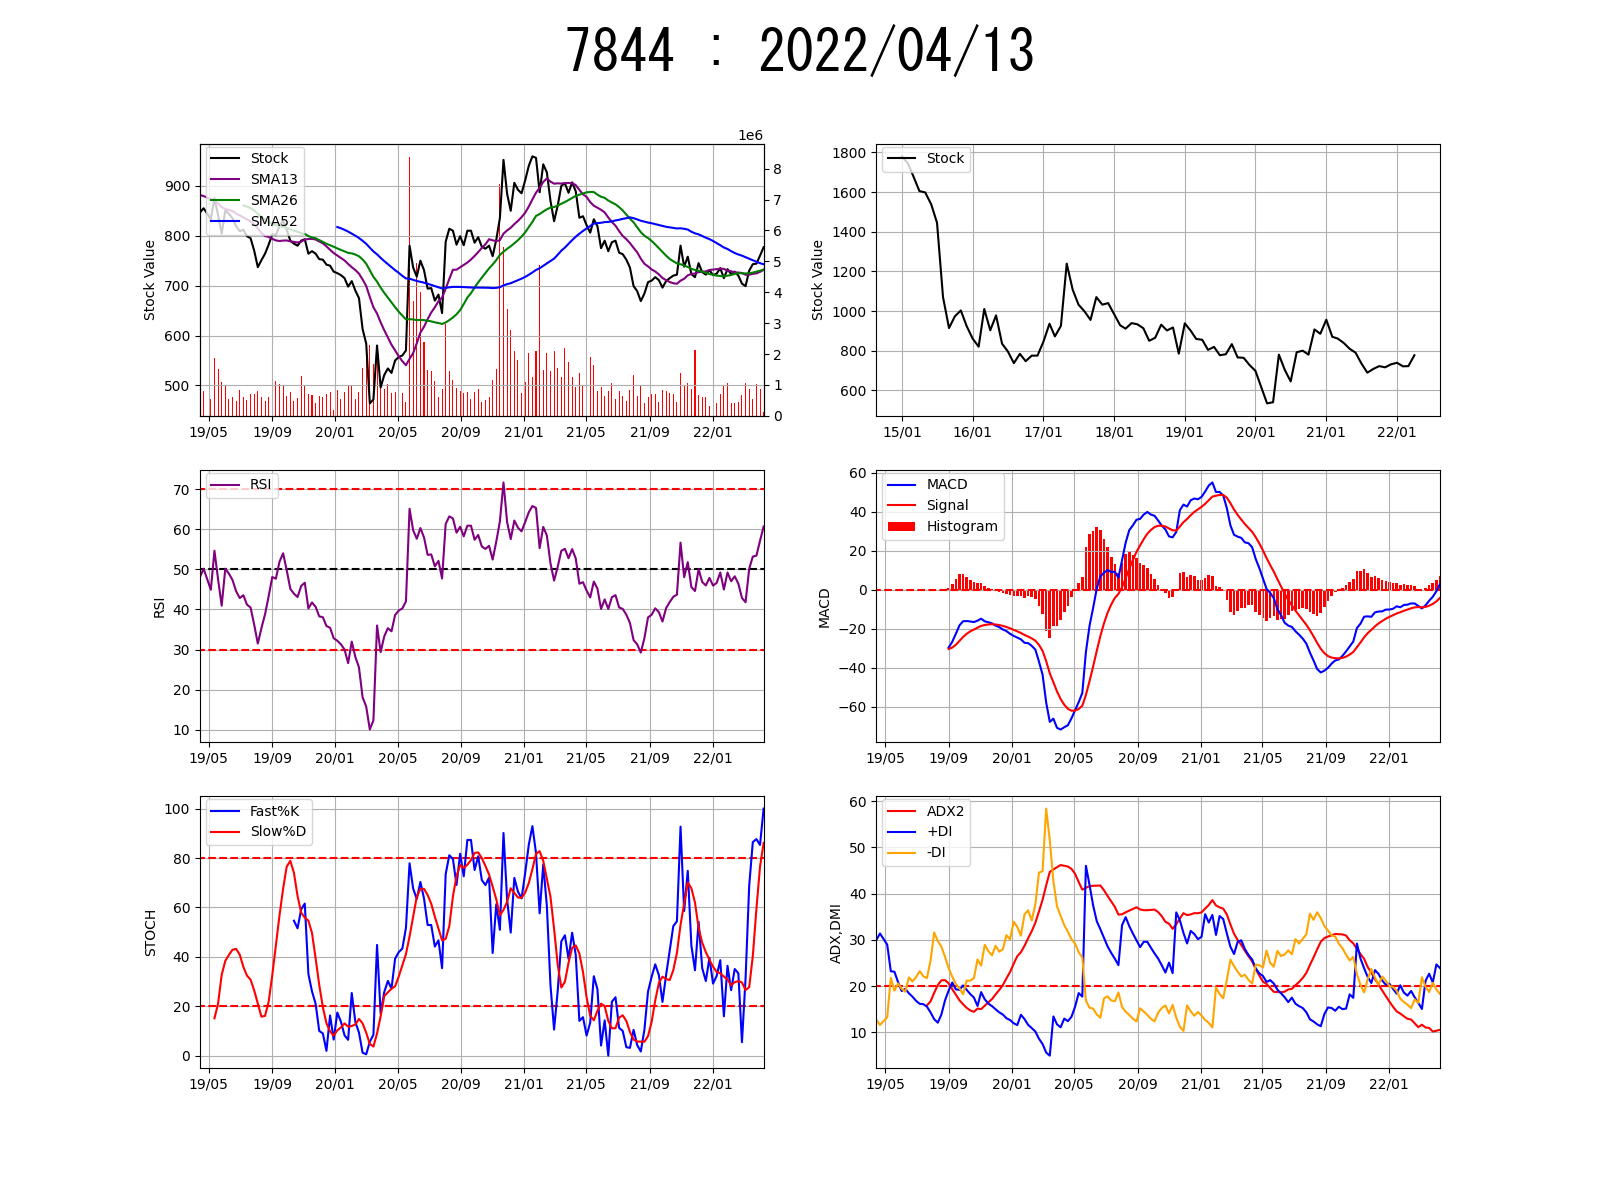 7844 : 2022/04/13
1e6
Stock
SMA13
SMA26
SMA52
Stock Value
900
800
700
600
500
8
7
6
5
4
3
2
1
0
19/05 19/09 20/01 20/05 20/09 21/01 21/05 21/09 22/01
Stock
Stock Value
1800
1600
1400
1200
1000
800
600
15/01 16/01 17/01 18/01 19/01 20/01 21/01 22/01
RSI
RSI
70
60
50
40
30
20
10
19/05 19/09 20/01 20/05 20/09 21/01 21/05 21/09 22/01
MACD
Signal
Histogram
MACD
60
40
20
0
−20
−40
−60
19/05 19/09 20/01 20/05 20/09 21/01 21/05 21/09 22/01
Fast%K
Slow%D
STOCH
100
80
60
40
20
0
19/05 19/09 20/01 20/05 20/09 21/01 21/05 21/09 22/01
ADX2
+DI
-DI
ADX,DMI
60
50
40
30
20
10
19/05 19/09 20/01 20/05 20/09 21/01 21/05 21/09 22/01